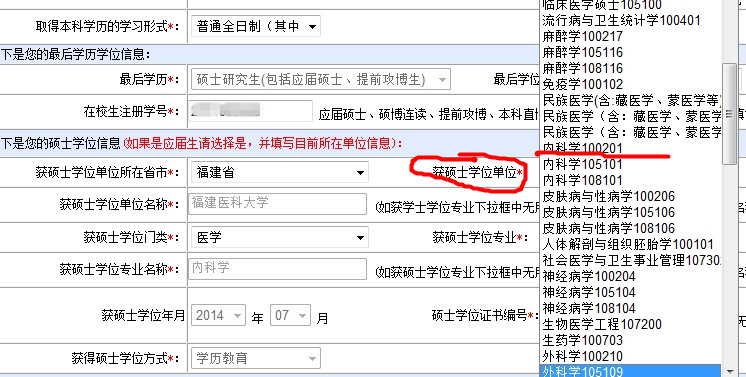 取得本科学历的学习形式*： 普通全日制（其中
下是您的最后学历学位信息：
最后学历*： 硕士研究生(包括应届硕士、提前攻博生) 最后学位
在校生注册学号*： 应届硕士、硕博连读、提前攻博、本科直博
下是您的硕士学位信息(如果是应届生请选择是，并填写目前所在单位信息)：
获硕士学位单位所在省市*： 福建省 获硕士学位单位*
获硕士学位单位名称*： 福建医科大学 (如获学士学位专业下拉框中无用
获硕士学位门类*： 医学 获硕士学位专业*：
获硕士学位专业名称*： 内科学 (如获硕士学位专业下拉框中无用
获硕士学位年月 2014 年 07 月 硕士学位证书编号*：
获得硕士学位方式*： 学历教育
临床医学硕士105100
流行病与卫生统计学100401
麻醉学100217
麻醉学105116
麻醉学108116
免疫学100102
民族医学(含:藏医学、蒙医学等)
民族医学（含：藏医学、蒙医学
民族医学（含：藏医学、蒙医学
内科学100201
内科学105101
内科学108101
皮肤病与性病学100206
皮肤病与性病学105106
皮肤病与性病学108106
人体解剖与组织胚胎学100101
社会医学与卫生事业管理10730
神经病学100204
神经病学105104
神经病学108104
生物医学工程107200
生药学100703
外科学100210
外科学105109